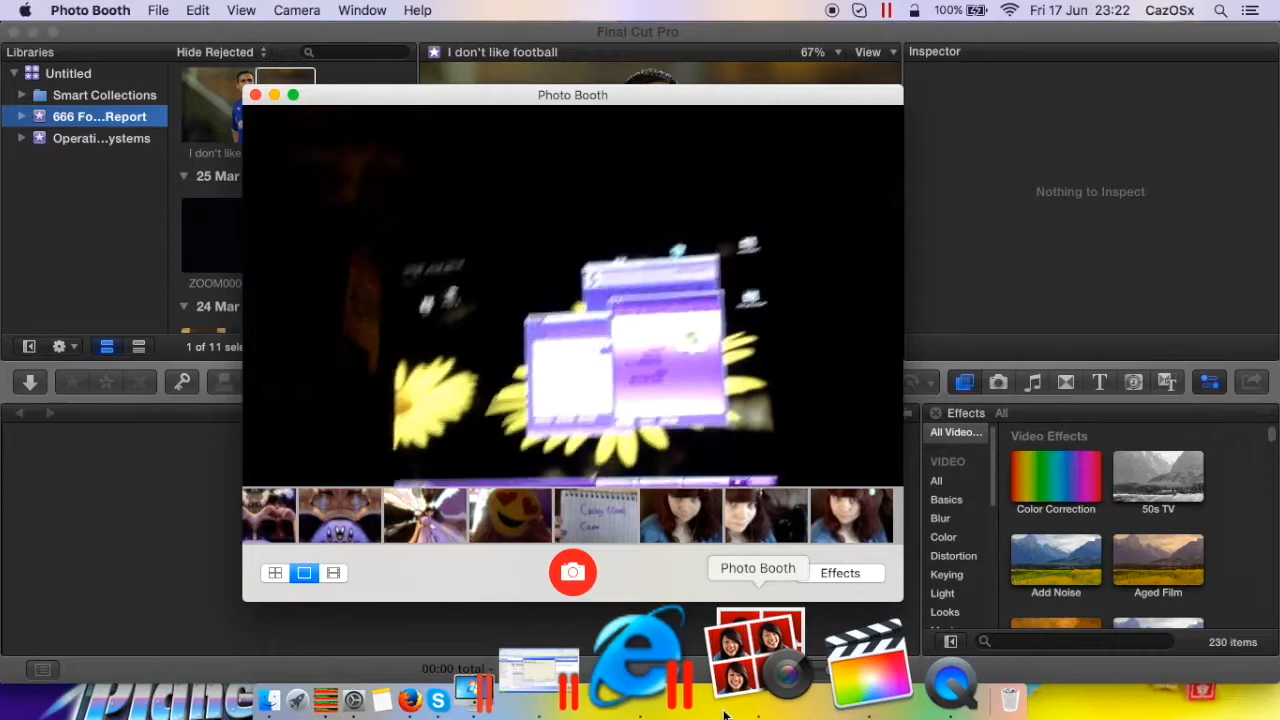 Photo Booth File Edit View Camera Window Help 100% Fri 17 Jun 23:22 CazOSx
Final Cut Pro
Libraries Hide Rejected I don't like football 67% View Inspector
Untitled
Smart Collections
666 Fo...Report
Operati...ystems
I don't like
25 Mar
ZOOM000
24 Mar
1 of 11 sele
Photo Booth
Nothing to Inspect
Photo Booth
Effects
Effects All
All Video...
VIDEO
All
Basics
Blur
Color
Distortion
Keying
Light
Looks
Video Effects
Color Correction
50s TV
Add Noise
Aged Film
230 items
00:00 total